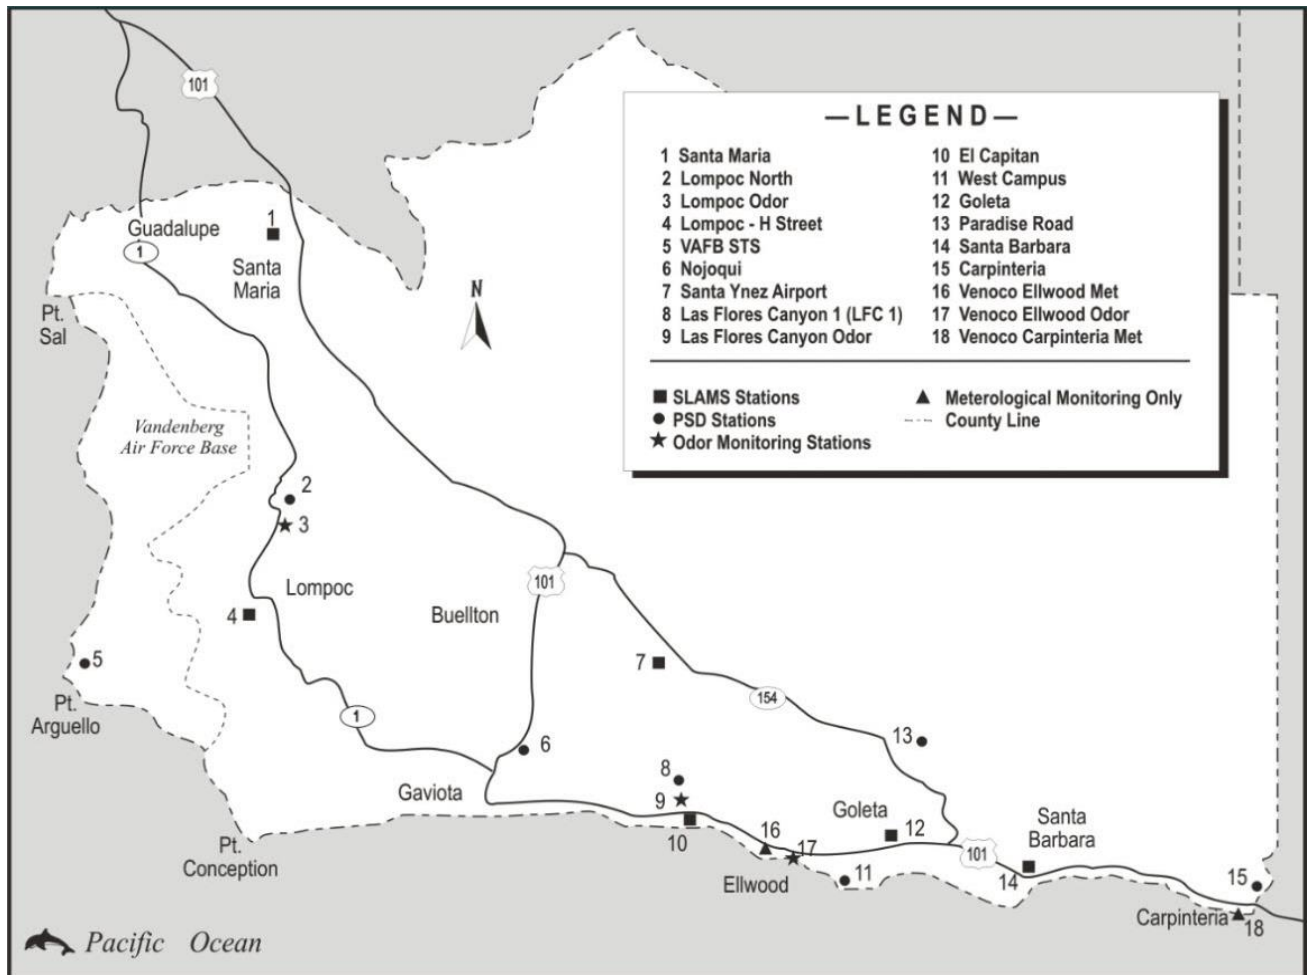 101
—LEGEND—
1 Santa Maria
2 Lompoc North
3 Lompoc Odor
4 Lompoc - H Street
5 VAFB STS
6 Nojoqui
7 Santa Ynez Airport
8 Las Flores Canyon 1 (LFC 1)
9 Las Flores Canyon Odor
10 El Capitan
11 West Campus
12 Goleta
13 Paradise Road
14 Santa Barbara
15 Carpinteria
16 Venoco Ellwood Met
17 Venoco Ellwood Odor
18 Venoco Carpinteria Met
SLAMS Stations
PSD Stations
Odor Monitoring Stations
Meterological Monitoring Only
County Line
1
Guadalupe
1
Santa
Maria
N
Pt.
Sal
Vandenberg
Air Force Base
2
3
Lompoc
101
4
Buellton
5
7
Pt.
Arguello
154
1
6
13
8
Gaviota
9
Goleta
Santa
Barbara
10
16
12
17
101
Pt.
Conception
Ellwood
11
14
15
Carpinteria
18
Pacific Ocean